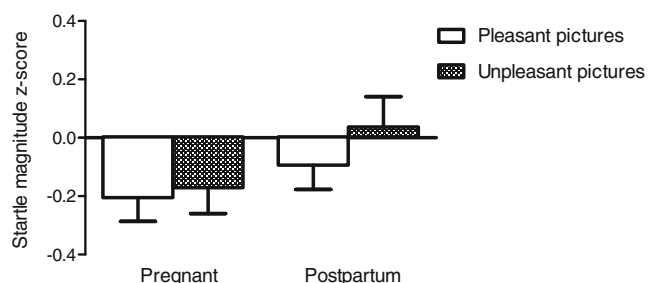 Startle magnitude z-score
0.4
0.2
0.0
-0.2
-0.4
Pregnant
Postpartum
Pleasant pictures
Unpleasant pictures